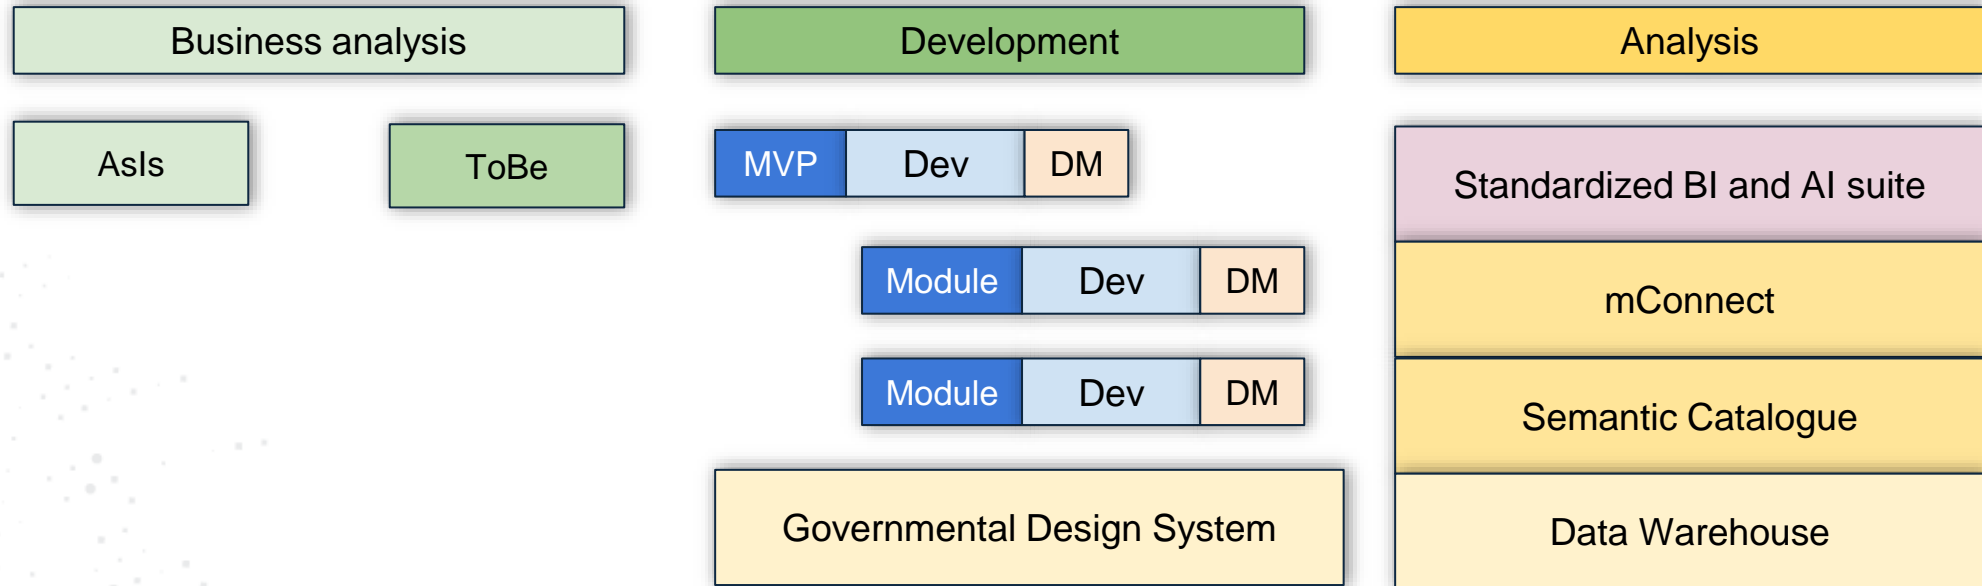 Business analysis
AsIs
ToBe
Development
MVP Dev DM
Module Dev DM
Module Dev DM
Governmental Design System
Analysis
Standardized BI and AI suite
mConnect
Semantic Catalogue
Data Warehouse